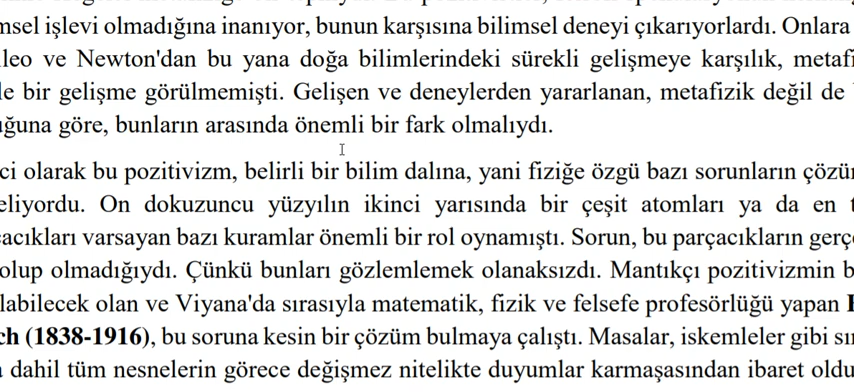 msel işlevi olmadığına inanıyor, bunun karşısına bilimsel deneyi çıkarıyorlardı. Onlara
leo ve Newton'dan bu yana doğa bilimlerindeki sürekli gelişmeye karşılık, metafi
le bir gelişme görülmemişti. Gelişen ve deneylerden yararlanan, metafizik değil de
uğuna göre, bunların arasında önemli bir fark olmalıydı.
ci olarak bu pozitivizm, belirli bir bilim dalına, yani fiziğe özgü bazı sorunların çözü
eliyordu. On dokuzuncu yüzyılın ikinci yarısında bir çeşit atomları ya da en t
acıkları varsayan bazı kuramlar önemli bir rol oynamıştı. Sorun, bu parçacıkların gerç
olup olmadığıydı. Çünkü bunları gözlemlemek olanaksızdı. Mantıkçı pozitivizmin b
labilecek olan ve Viyana'da sırasıyla matematik, fizik ve felsefe profesörlüğü yapan
ch (1838-1916), bu soruna kesin bir çözüm bulmaya çalıştı. Masalar, iskemleler gibi sı
a dahil tüm nesnelerin görece değişmez nitelikte duyumlar karmaşasından ibaret oldu